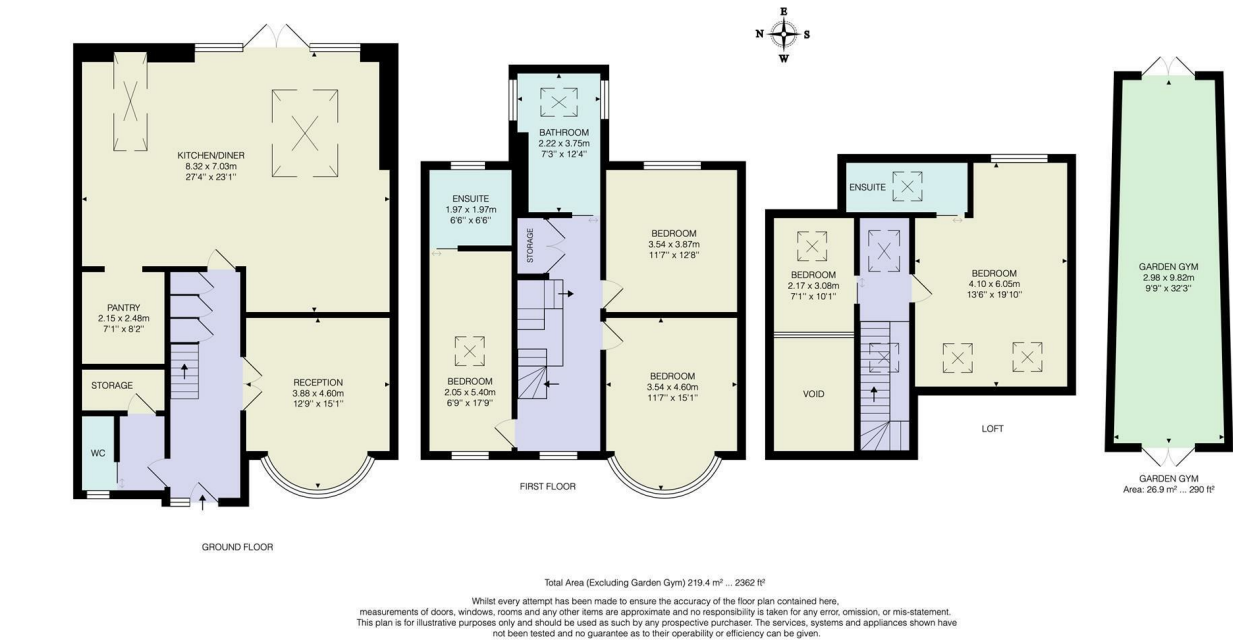 E
N
S
W
KITCHEN/DINER
8.32 x 7.03m
27'4" x 23'1"
PANTRY
2.15 x 2.48m
7'1" x 8'2"
STORAGE
WC
RECEPTION
3.88 x 4.60m
12'9" x 15'1"
GROUND FLOOR
BATHROOM
2.22 x 3.75m
7'3" x 12'4"
ENSUITE
1.97 x 1.97m
6'6" x 6'6"
STORAGE
BEDROOM
3.54 x 3.87m
11'7" x 12'8"
BEDROOM
2.05 x 5.40m
6'9" x 17'9"
BEDROOM
3.54 x 4.60m
11'7" x 15'1"
FIRST FLOOR
ENSUITE
BEDROOM
2.17 x 3.08m
7'1" x 10'1"
BEDROOM
4.10 x 6.05m
13'6" x 19'10"
VOID
LOFT
GARDEN GYM
2.98 x 9.82m
9'9" x 32'3"
GARDEN GYM
Area: 26.9 m² ... 290 ft²
Total Area (Excluding Garden Gym) 219.4 m² ... 2362 ft²
Whilst every attempt has been made to ensure the accuracy of the floor plan contained here,
measurements of doors, windows, rooms and any other items are approximate and no responsibility is taken for any error, omission, or mis-statement.
This plan is for illustrative purposes only and should be used as such by any prospective purchaser. The services, systems and appliances shown have
not been tested and no guarantee as to their operability or efficiency can be given.